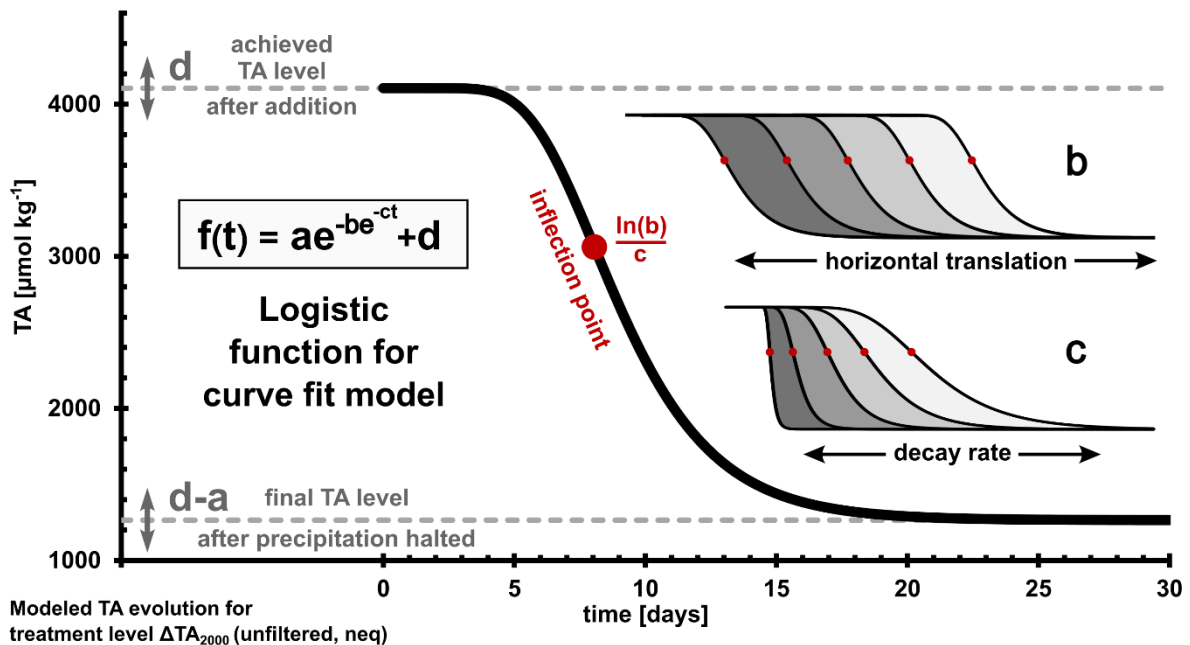 TA [µmol kg⁻¹]
4000
3000
2000
1000
d
achieved
TA level
after addition
f(t) = ae^-be^-ct+d
Logistic
function for
curve fit model
inflection point
ln(b)
c
b
horizontal translation
c
decay rate
d-a
final TA level
after precipitation halted
0 5 10 15 20 25 30
time [days]
Modeled TA evolution for
treatment level ΔTA₂₀₀₀ (unfiltered, neq)